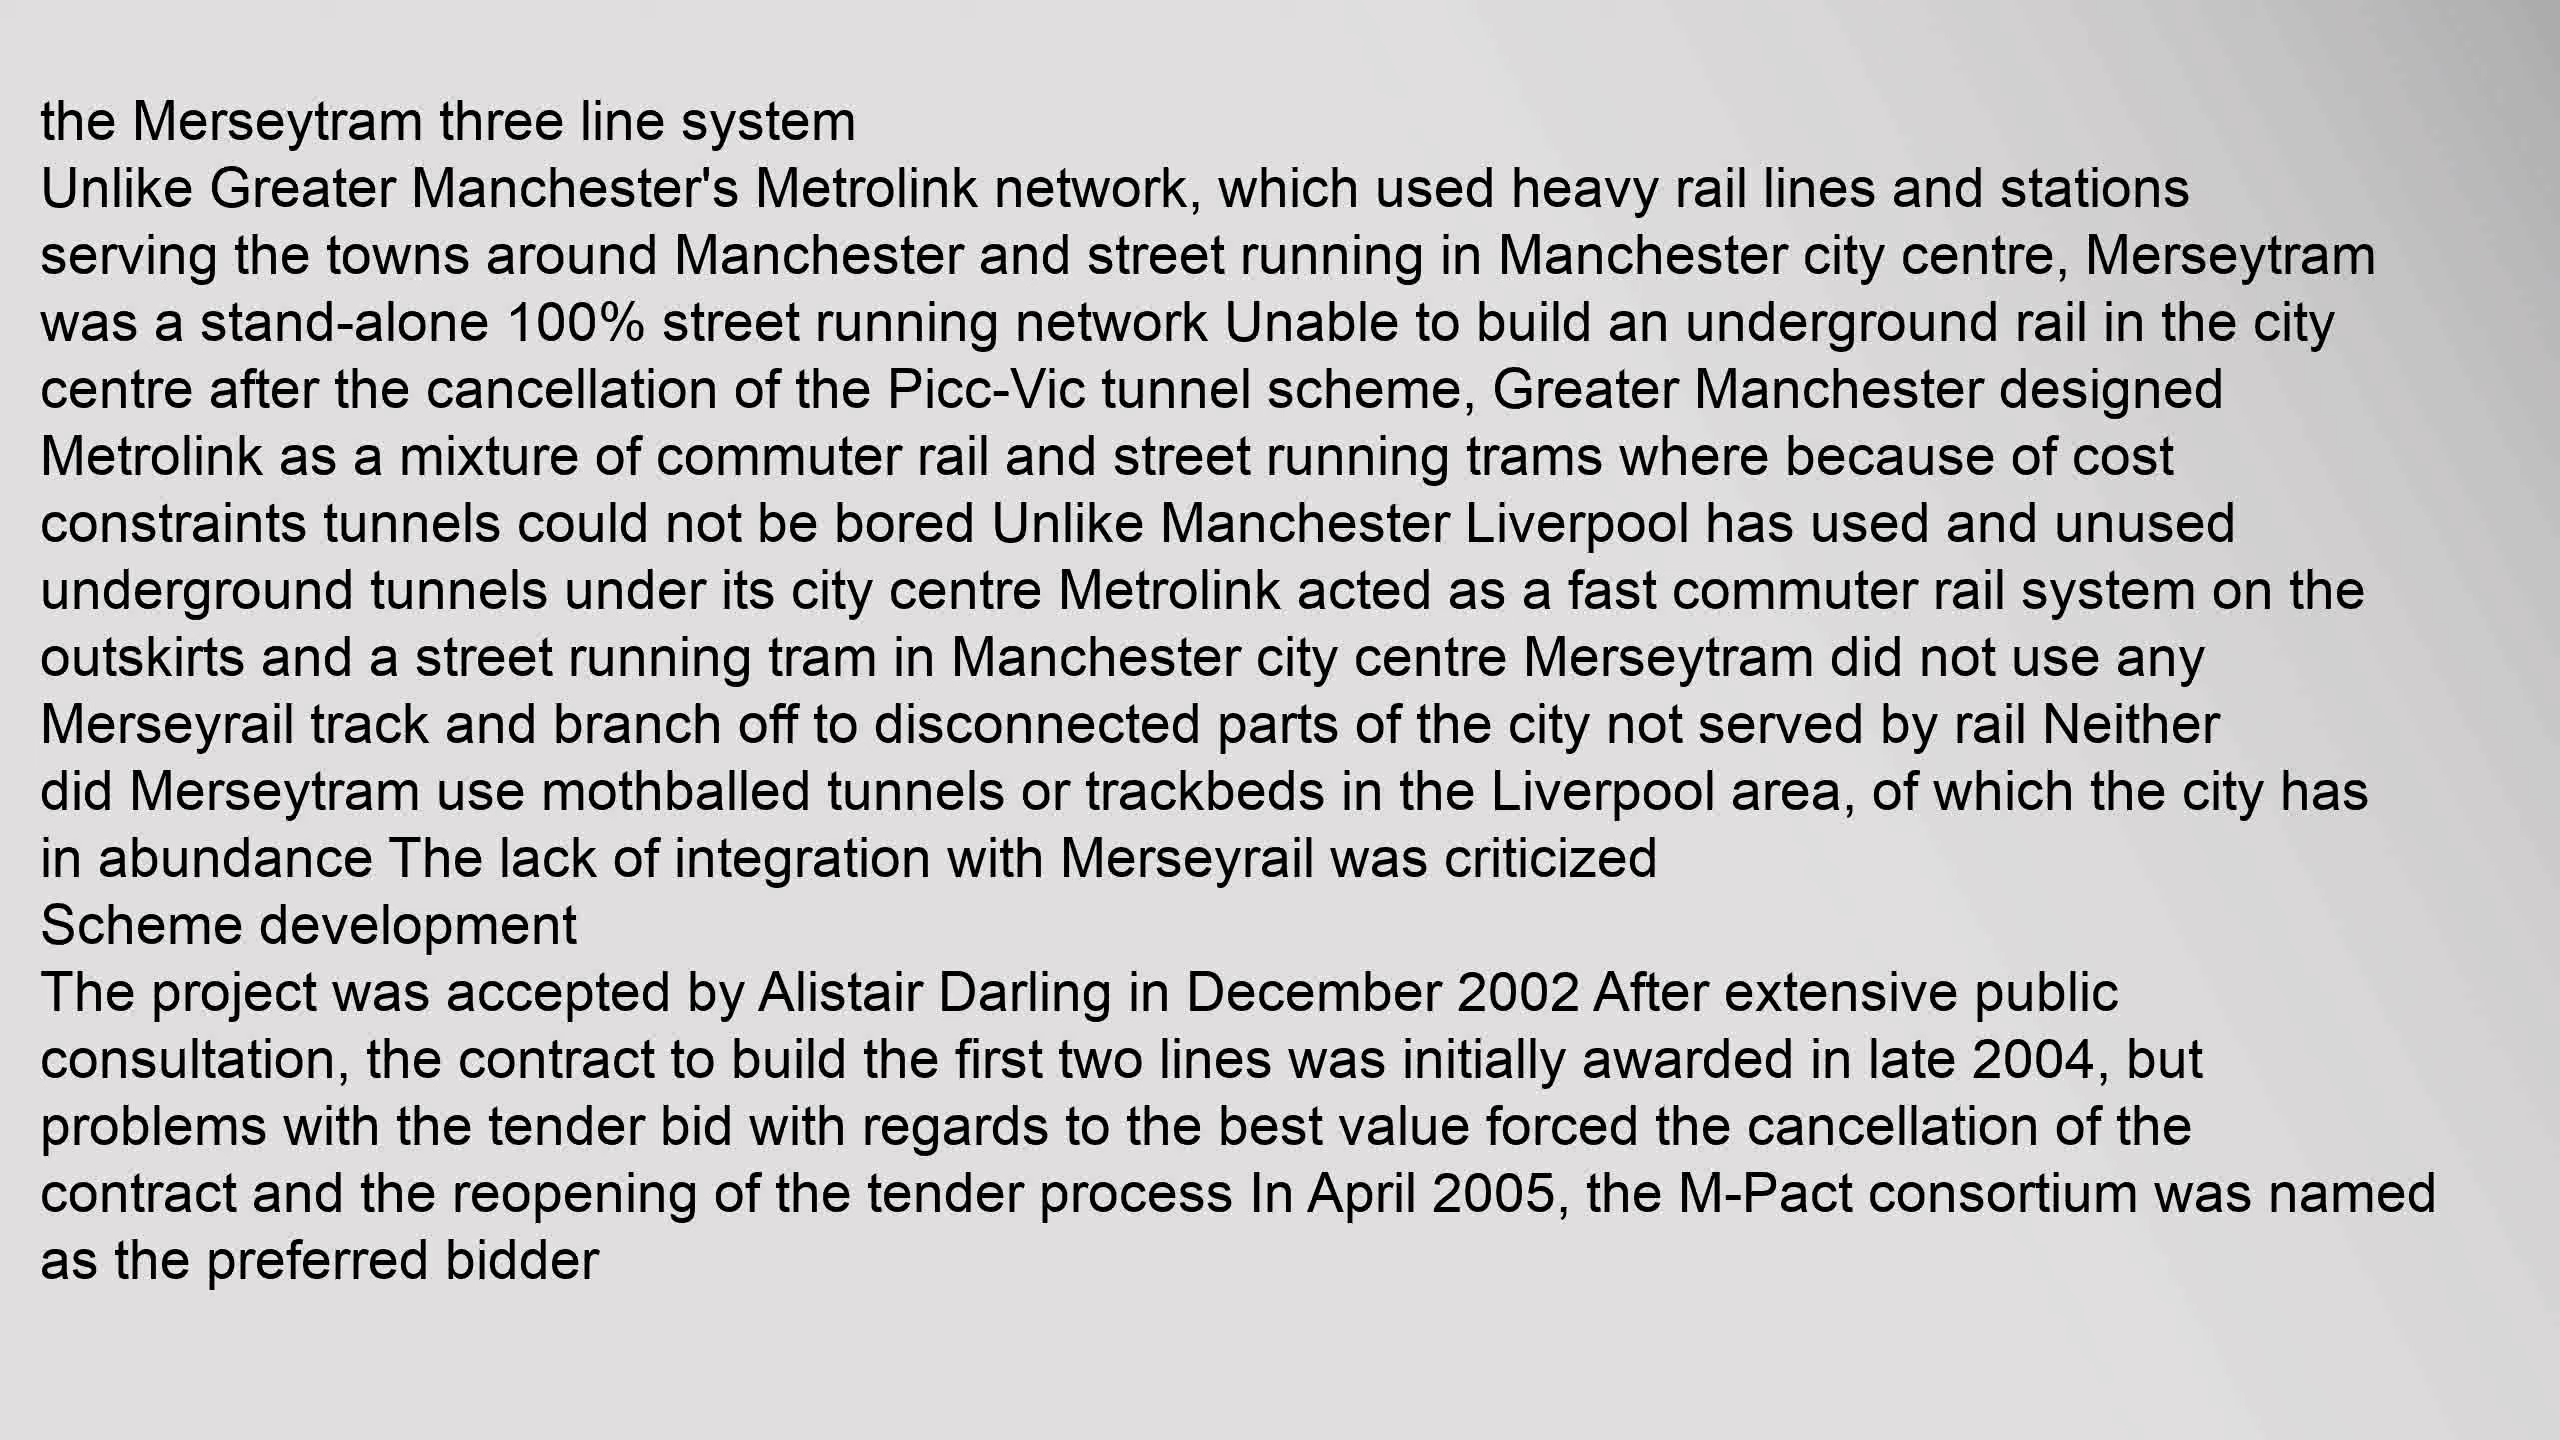 the Merseytram three line system
Unlike Greater Manchester's Metrolink network, which used heavy rail lines and stations
serving the towns around Manchester and street running in Manchester city centre, Merseytram
was a stand-alone 100% street running network Unable to build an underground rail in the city
centre after the cancellation of the Picc-Vic tunnel scheme, Greater Manchester designed
Metrolink as a mixture of commuter rail and street running trams where because of cost
constraints tunnels could not be bored Unlike Manchester Liverpool has used and unused
underground tunnels under its city centre Metrolink acted as a fast commuter rail system on the
outskirts and a street running tram in Manchester city centre Merseytram did not use any
Merseyrail track and branch off to disconnected parts of the city not served by rail Neither
did Merseytram use mothballed tunnels or trackbeds in the Liverpool area, of which the city has
in abundance The lack of integration with Merseyrail was criticized
Scheme development
The project was accepted by Alistair Darling in December 2002 After extensive public
consultation, the contract to build the first two lines was initially awarded in late 2004, but
problems with the tender bid with regards to the best value forced the cancellation of the
contract and the reopening of the tender process In April 2005, the M-Pact consortium was named
as the preferred bidder